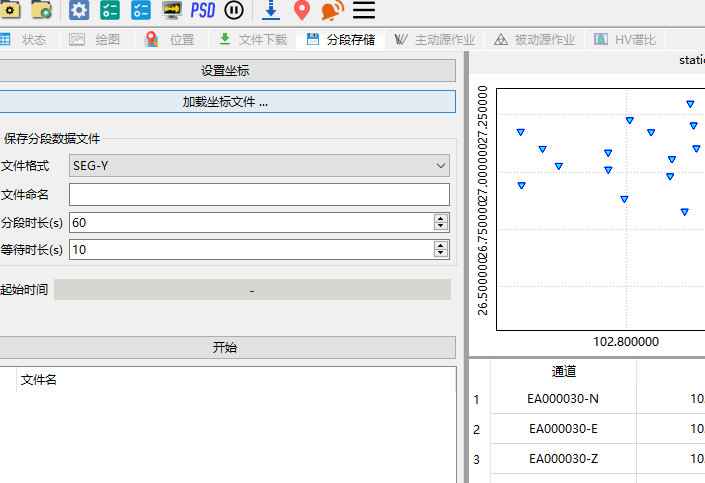 PSD
状态 绘图 位置 文件下载 分段存储 主动源作业 被动源作业 HV谱比
设置坐标
加载坐标文件 ...
保存分段数据文件
文件格式 SEG-Y
文件命名
分段时长(s) 60
等待时长(s) 10
起始时间 -
开始
文件名
27.250000
27.000000
26.750000
26.500000
102.800000
通道
1 EA000030-N 10
2 EA000030-E 10
3 EA000030-Z 10